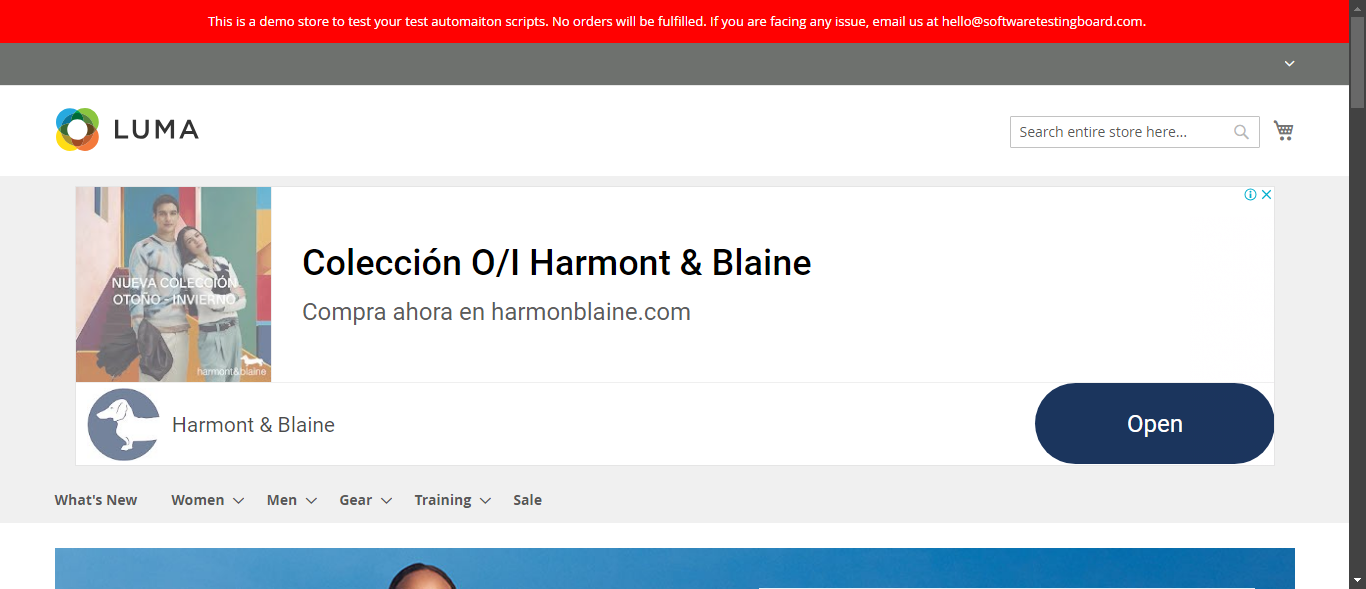 This is a demo store to test your test automaiton scripts. No orders will be fulfilled. If you are facing any issue, email us at hello@softwaretestingboard.com.
LUMA
Search entire store here...
NUEVA COLECCIÓN
OTOÑO - INVIERNO
harmont&blaine
Colección O/I Harmont & Blaine
Compra ahora en harmonblaine.com
Harmont & Blaine
Open
What's New Women Men Gear Training Sale